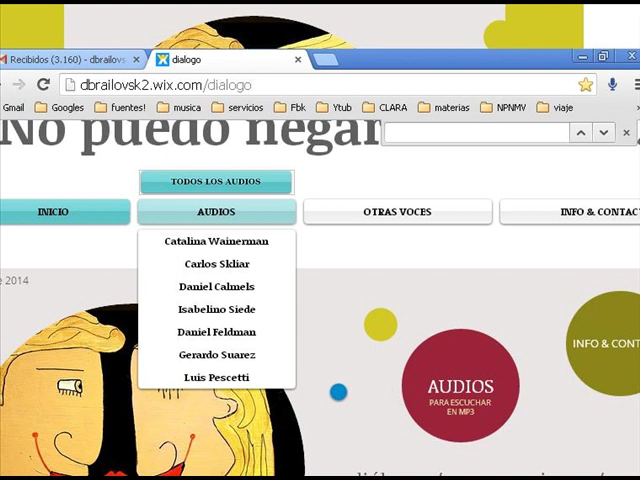 Recibidos (3.160) - dbrailovsk
dialogo
dbrailovsk2.wix.com/dialogo
Gmail
Googles
fuentes!
musica
servicios
Fbk
Ytub
CLARA
materias
NPNMV
viaje
No puedo negar
TODOS LOS AUDIOS
INICIO
AUDIOS
OTRAS VOCES
INFO & CONTAC
Catalina Wainerman
Carlos Skliar
Daniel Calmels
Isabelino Siede
Daniel Feldman
Gerardo Suarez
Luis Pescetti
e 2014
INFO & CONT
AUDIOS
PARA ESCUCHAR
EN MP3